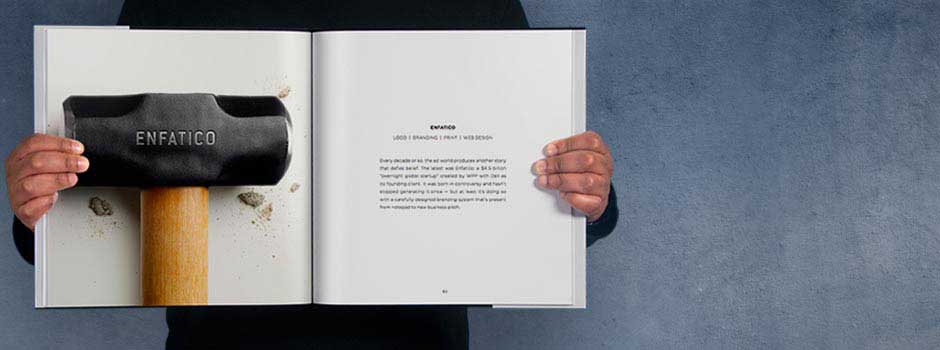 ENFATICO
ENFATICO
LOGO | BRANDING | PRINT | WEB DESIGN
Every decade or so, the ad world produces another story
that defies belief. The latest was Enfatico: a $4.5-billion
"overnight global startup" created by WPP with Dell as
its founding client. It was born in controversy and hasn't
stopped generating it since — but at least it's doing so
with a carefully designed branding system that's present
from notepad to new business pitch.